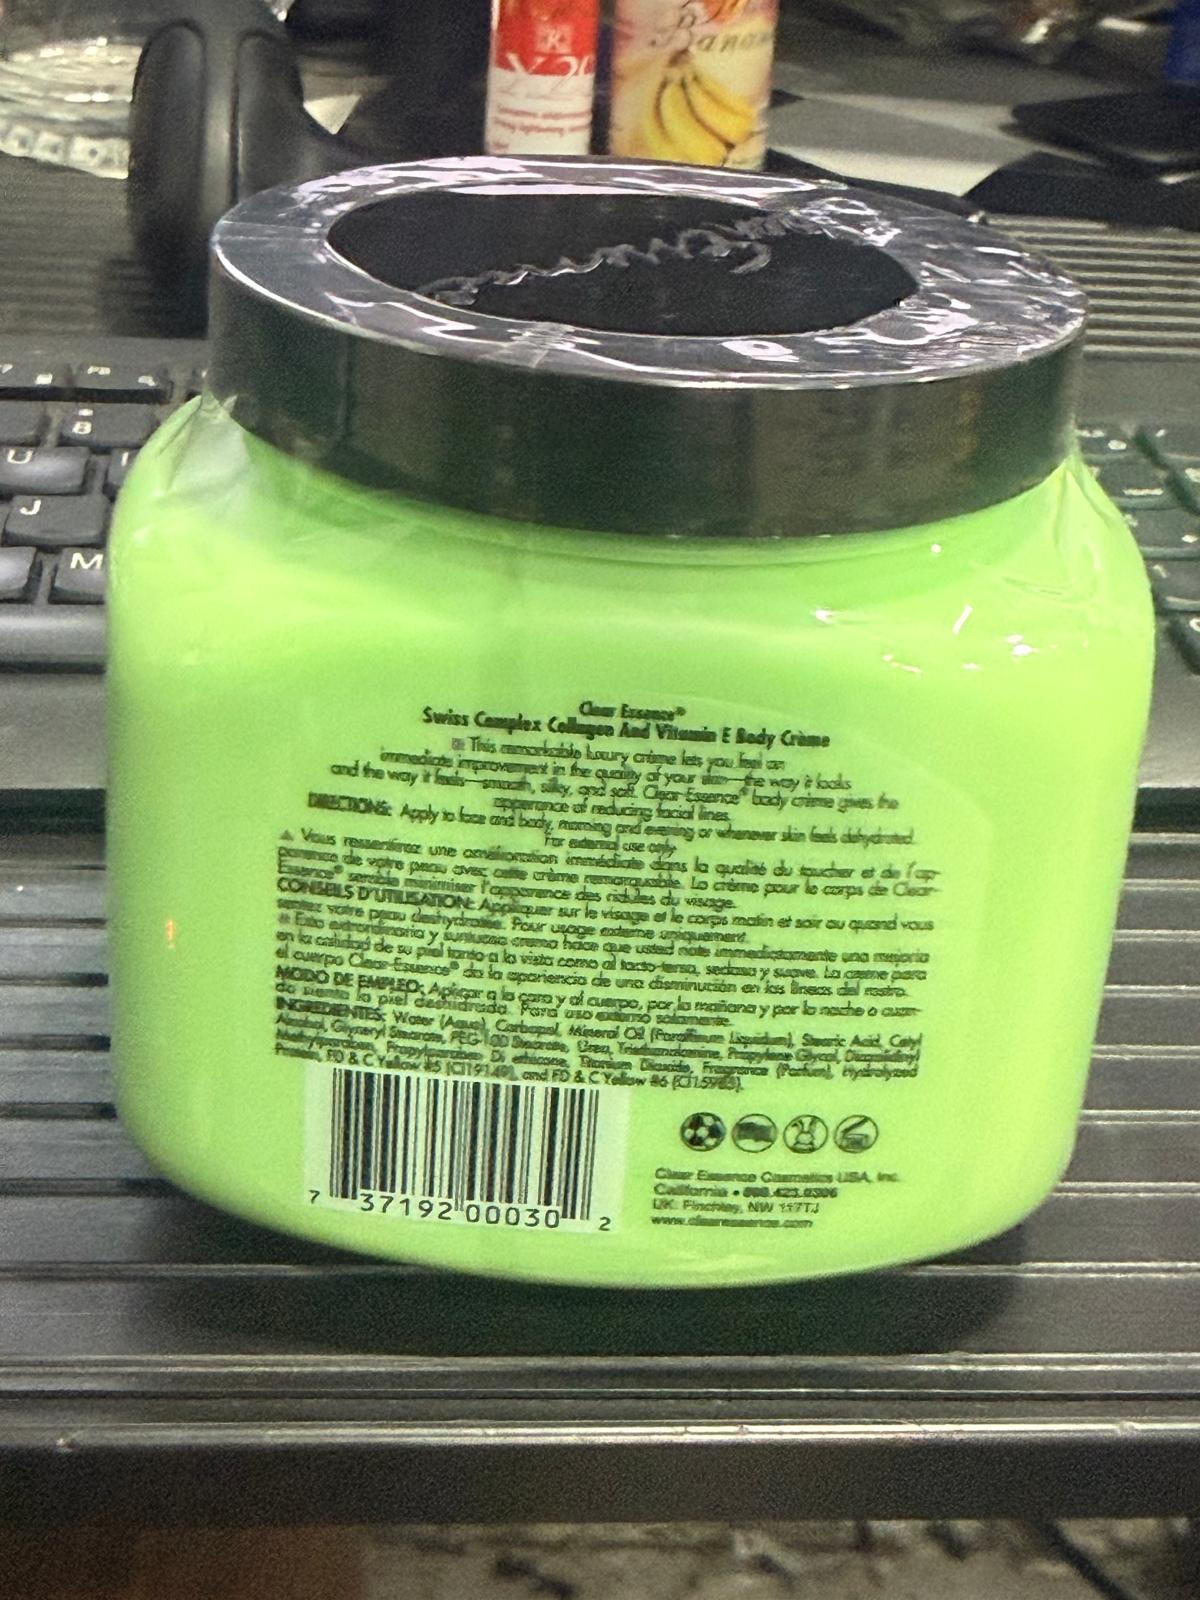 Banana
U
J
M
8
Clear Essence®
Swiss Complex Collagen And Vitamin E Body Crème
This remarkable luxury crème lets you feel an
immediate improvement in the quality of your skin—the way it looks
and the way it feels—smooth, silky, and soft. Clear-Essence® body crème gives the
appearance of reducing facial lines.
DIRECTIONS: Apply to face and body, morning and evening or whenever skin feels dehydrated.
For external use only.
Vous ressentirez une amélioration immédiate dans la qualité du toucher et de l'ap-
parence de votre peau avec cette crème remarquable. La crème pour le corps de Clear-
Essence® semble minimiser l'apparence des ridules du visage.
CONSEILS D'UTILISATION: Appliquer sur le visage et le corps matin et soir ou quand vous
sentez votre peau deshydratée. Pour usage externe uniquement.
Esta extraordinaria y suntuosa crema hace que usted note immediatamente una mejoria
en la calidad de su piel tanto a la vista como al tacto-tersa, sedosa y suave. La crema para
el cuerpo Clear-Essence® da la apariencia de una disminución en las líneas del rostro.
MODO DE EMPLEO: Aplicar a la cara y al cuerpo, por la mañana y por la noche o cuan-
do sienta la piel deshidrada. Para uso externo solamente.
INGREDIENTES: Water (Aqua), Carbopol, Mineral Oil (Paraffinum Liquidum), Stearic Acid, Cetyl
Alcohol, Glyceryl Stearate, PEG-100 Stearate, Urea, Triethanolamine, Propylene Glycol,
Methylparaben, Propylparaben, Titanium Dioxide, Fragrance (Parfum), Hydrolyzed
Protein, FD & C Yellow #5 (CI19140), and FD & C Yellow #6
7 37192 00030 2
Clear Essence Cosmetics USA, Inc.
California •
UK: Finchley, NW
www.clearessence.com